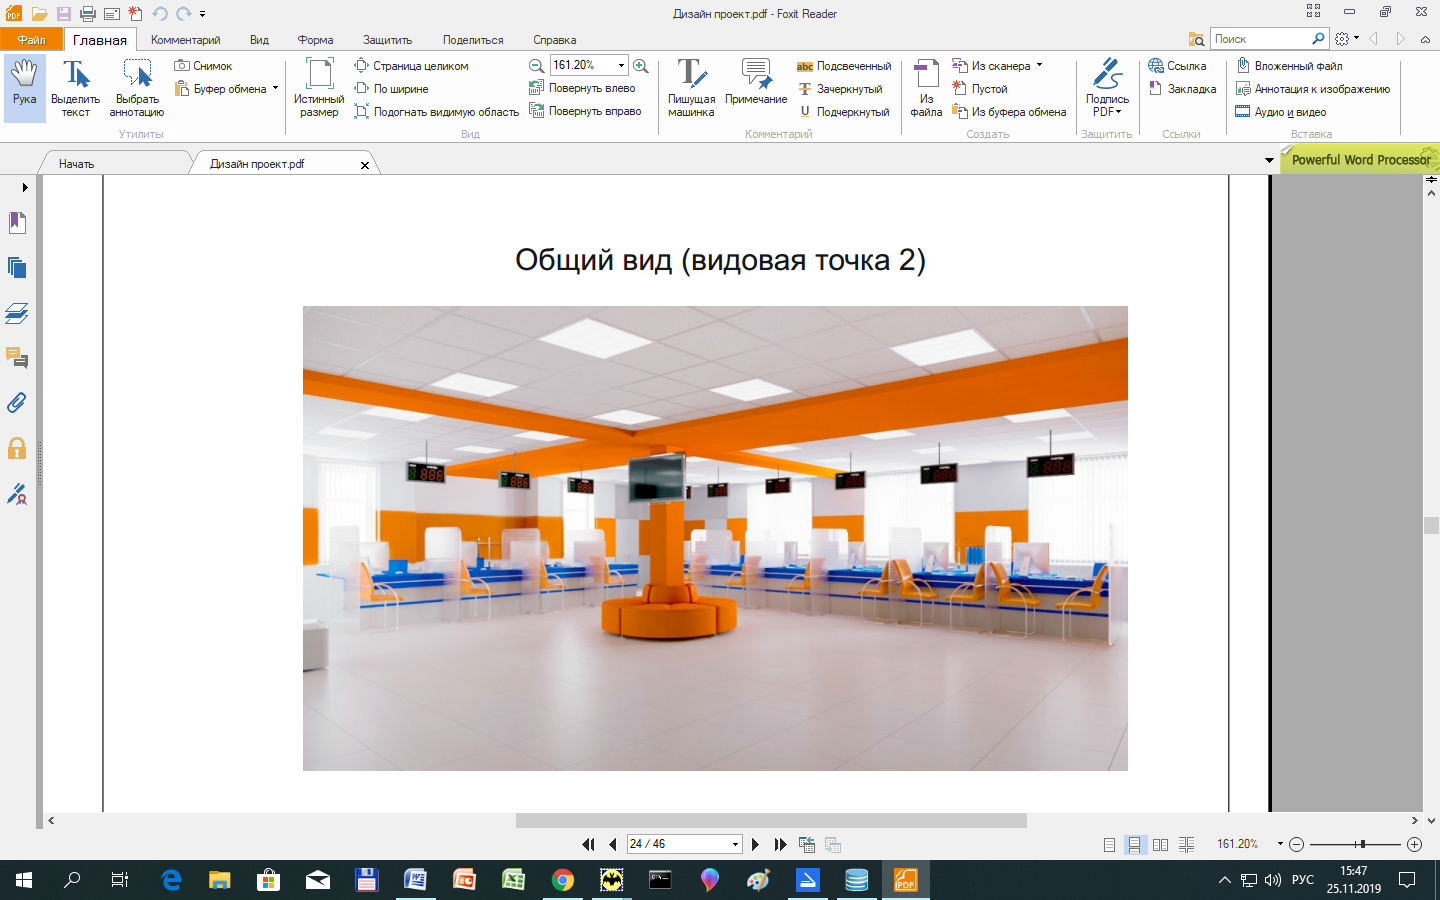 Дизайн проект.pdf - Foxit Reader
Файл
Главная
Комментарий
Вид
Форма
Защитить
Поделиться
Справка
Поиск
Рука
Выделить текст
Выбрать аннотацию
Снимок
Буфер обмена
Утилиты
Истинный размер
Страница целиком
По ширине
Подогнать видимую область
161.20%
Повернуть влево
Повернуть вправо
Вид
Пишущая машинка
Примечание
Подсвеченный
Зачеркнутый
Подчеркнутый
Комментарий
Из файла
Из сканера
Пустой
Из буфера обмена
Создать
Подпись PDF
Защитить
Ссылка
Закладка
Ссылки
Вложенный файл
Аннотация к изображению
Аудио и видео
Вставка
Начать
Дизайн проект.pdf
Powerful Word Processor
Общий вид (видовая точка 2)
24 / 46
161.20%
РУС
15:47
25.11.2019